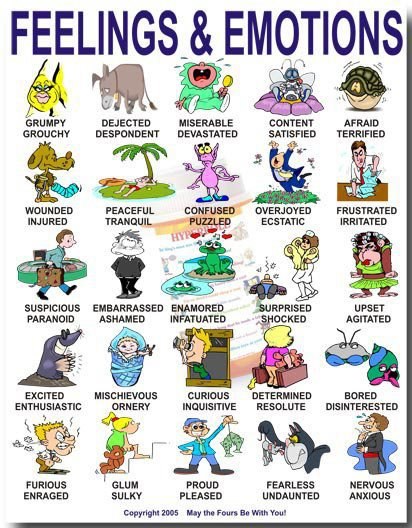 FEELINGS & EMOTIONS
GRUMPY
GROUCHY
DEJECTED
DESPONDENT
MISERABLE
DEVASTATED
CONTENT
SATISFIED
AFRAID
TERRIFIED
WOUNDED
INJURED
PEACEFUL
TRANQUIL
CONFUSED
PUZZLED
OVERJOYED
ECSTATIC
FRUSTRATED
IRRITATED
SUSPICIOUS
PARANOID
EMBARRASSED
ASHAMED
ENAMORED
INFATUATED
SURPRISED
SHOCKED
UPSET
AGITATED
EXCITED
ENTHUSIASTIC
MISCHIEVOUS
ORNERY
CURIOUS
INQUISITIVE
DETERMINED
RESOLUTE
BORED
DISINTERESTED
FURIOUS
ENRAGED
GLUM
SULKY
PROUD
PLEASED
FEARLESS
UNDAUNTED
NERVOUS
ANXIOUS
Copyright 2005 May the Fours Be With You!